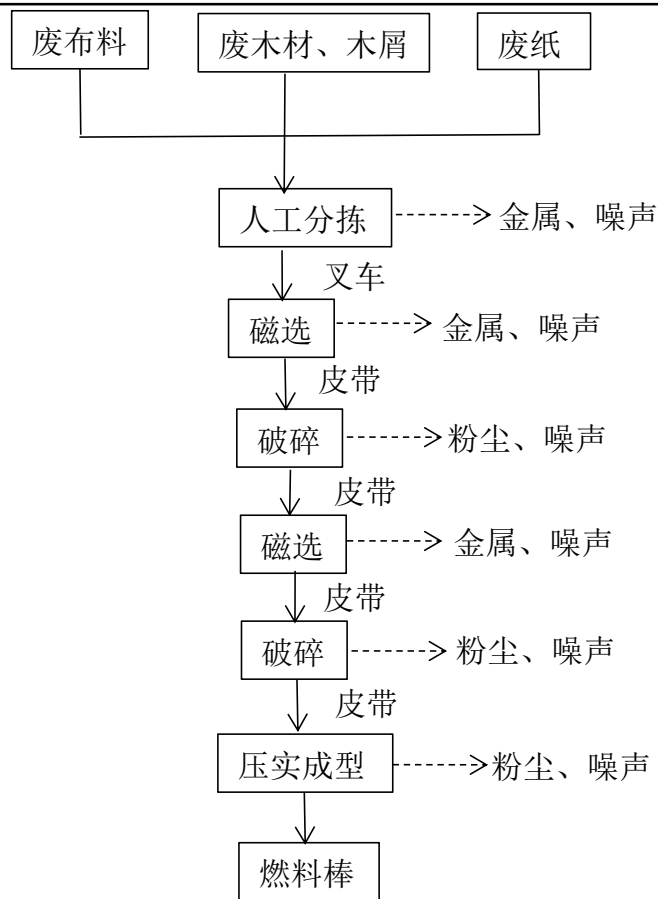 废布料
废木材、木屑
废纸
人工分拣
金属、噪声
叉车
磁选
金属、噪声
皮带
破碎
粉尘、噪声
皮带
磁选
金属、噪声
皮带
破碎
粉尘、噪声
皮带
压实成型
粉尘、噪声
燃料棒